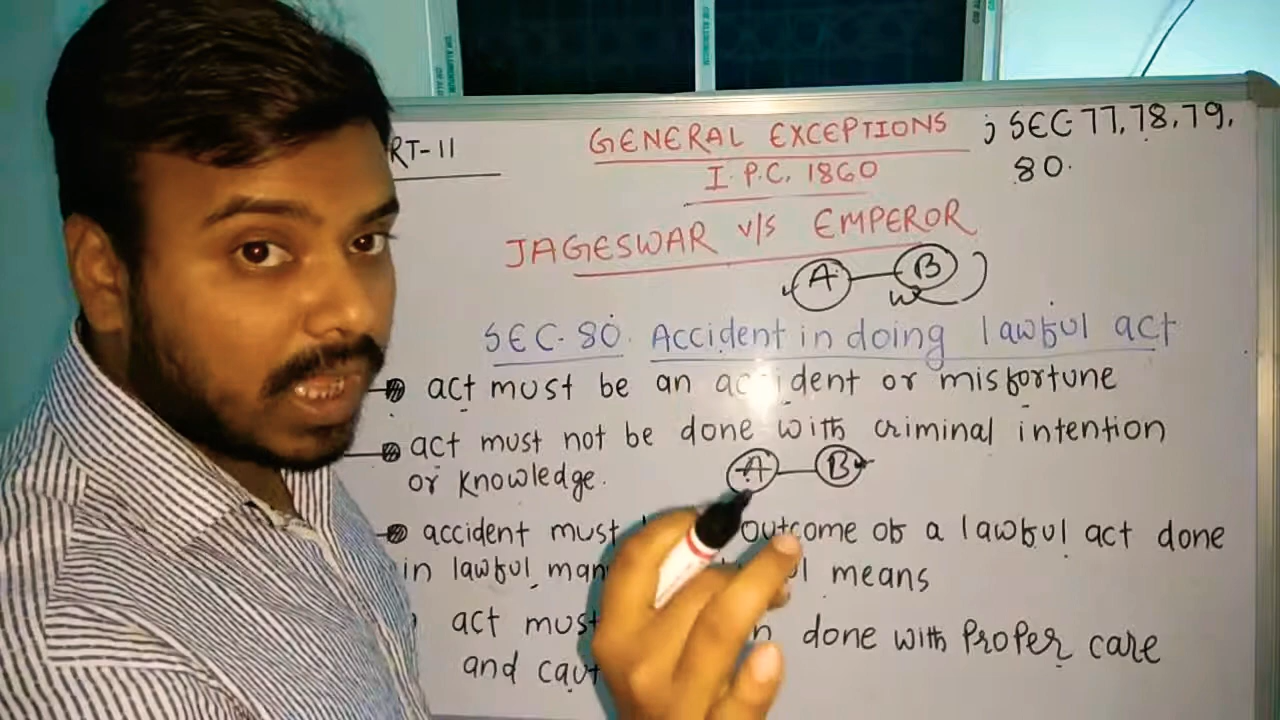 RT-11
GENERAL EXCEPTIONS ; SEC-77,78,79,
80.
I.P.C. 1860
JAGESWAR v/s EMPEROR
A B
SEC-80. Accident in doing lawful act
act must be an accident or misfortune
act must not be done with criminal intention
or knowledge.
A B
accident must outcome of a lawful act done
in lawful means
act must done with Proper care
and